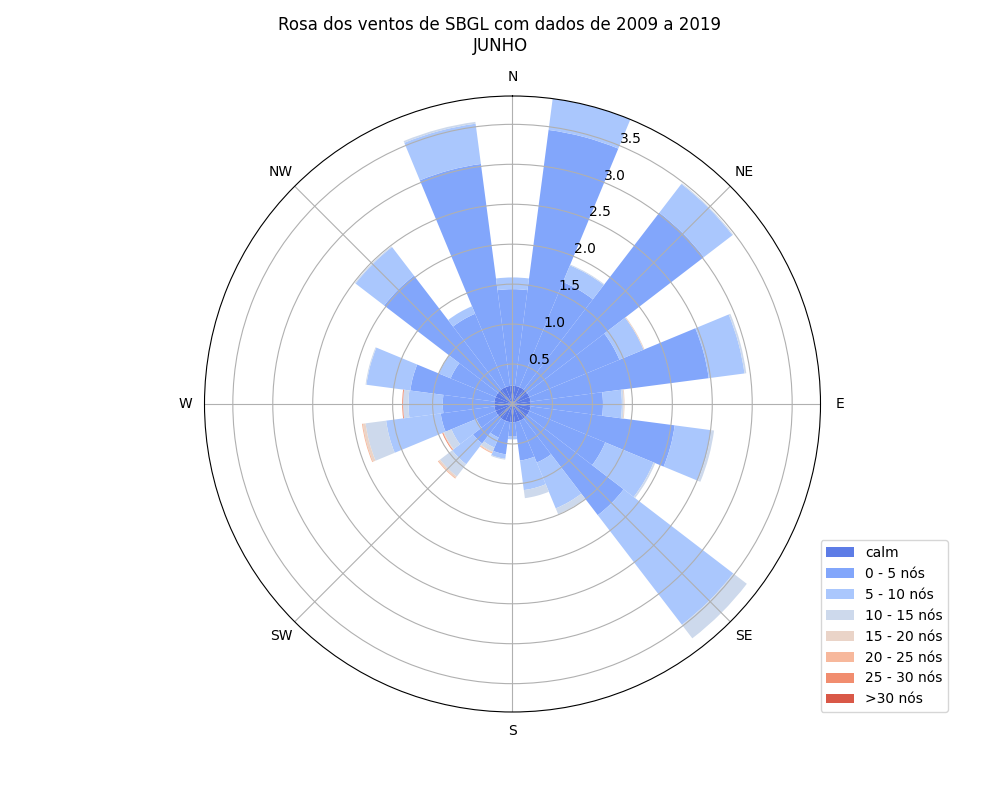 Rosa dos ventos de SBGL com dados de 2009 a 2019
JUNHO
N
NW
NE
3.5
3.0
2.5
2.0
1.5
1.0
0.5
W
E
SW
SE
S
calm
0 - 5 nós
5 - 10 nós
10 - 15 nós
15 - 20 nós
20 - 25 nós
25 - 30 nós
>30 nós